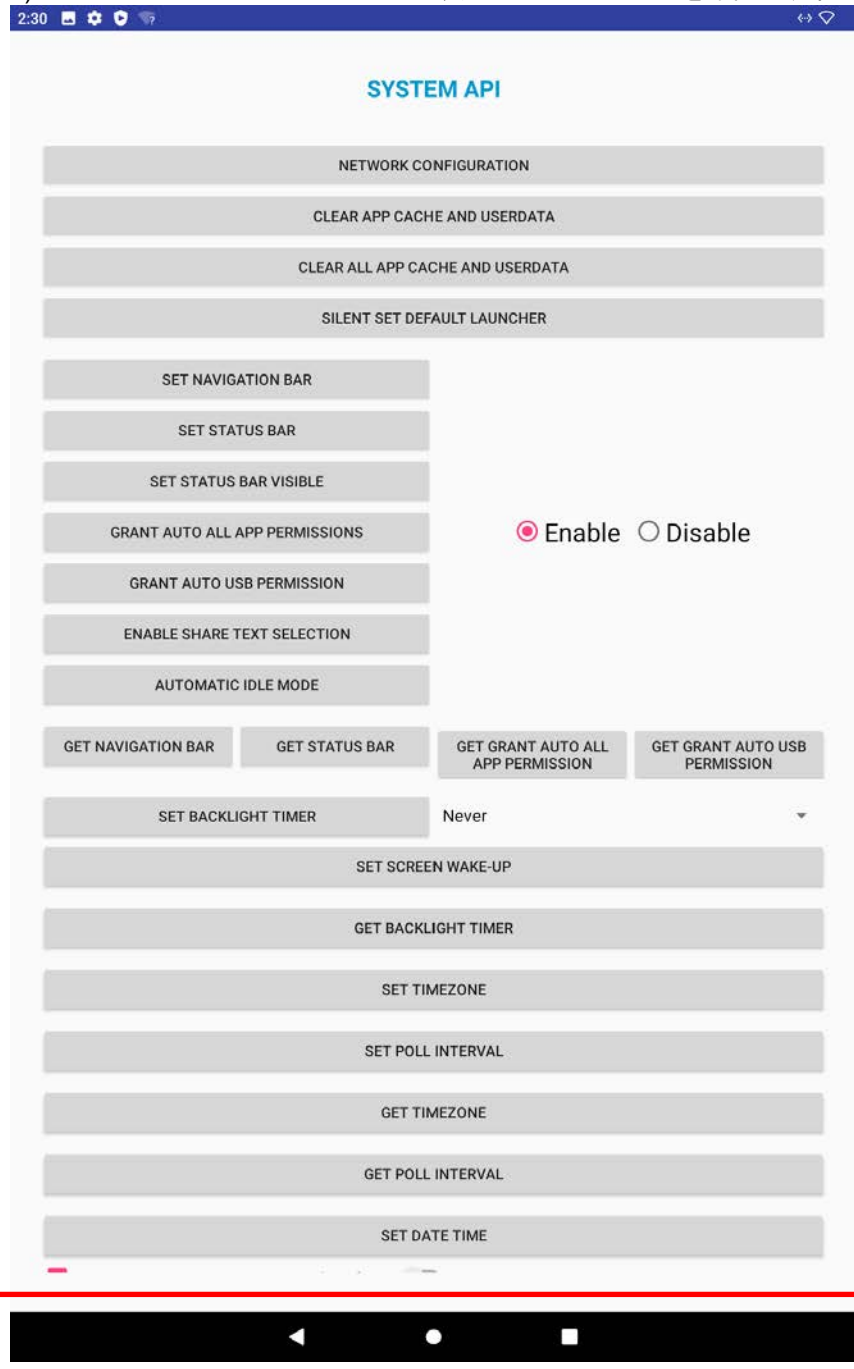 2:30
SYSTEM API
NETWORK CONFIGURATION
CLEAR APP CACHE AND USERDATA
CLEAR ALL APP CACHE AND USERDATA
SILENT SET DEFAULT LAUNCHER
SET NAVIGATION BAR
SET STATUS BAR
SET STATUS BAR VISIBLE
GRANT AUTO ALL APP PERMISSIONS
Enable Disable
GRANT AUTO USB PERMISSION
ENABLE SHARE TEXT SELECTION
AUTOMATIC IDLE MODE
GET NAVIGATION BAR
GET STATUS BAR
GET GRANT AUTO ALL
APP PERMISSION
GET GRANT AUTO USB
PERMISSION
SET BACKLIGHT TIMER
Never
SET SCREEN WAKE-UP
GET BACKLIGHT TIMER
SET TIMEZONE
SET POLL INTERVAL
GET TIMEZONE
GET POLL INTERVAL
SET DATE TIME